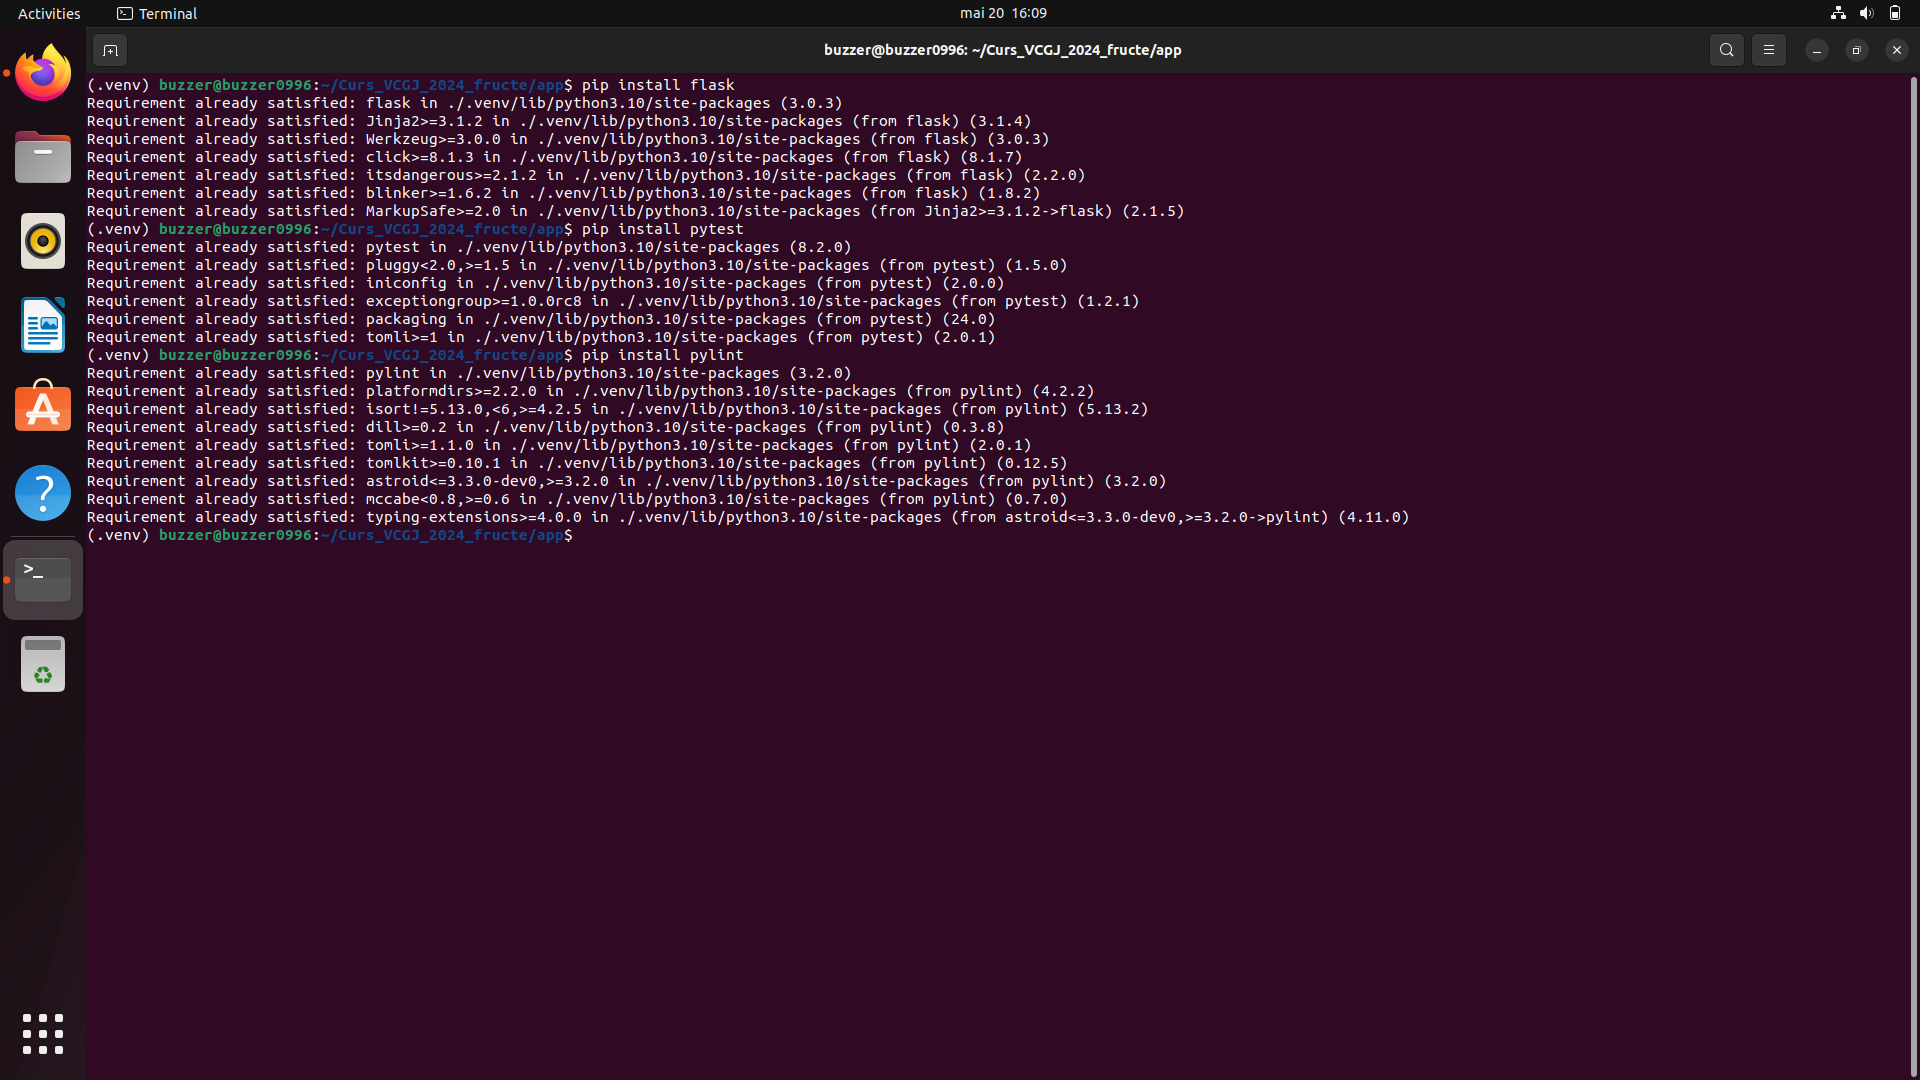 Activities
Terminal
mai 20 16:09
buzzer@buzzer0996: ~/Curs_VCGJ_2024_fructe/app
(.venv) buzzer@buzzer0996:~/Curs_VCGJ_2024_fructe/app$ pip install flask
Requirement already satisfied: flask in ./.venv/lib/python3.10/site-packages (3.0.3)
Requirement already satisfied: Jinja2>=3.1.2 in ./.venv/lib/python3.10/site-packages (from flask) (3.1.4)
Requirement already satisfied: Werkzeug>=3.0.0 in ./.venv/lib/python3.10/site-packages (from flask) (3.0.3)
Requirement already satisfied: click>=8.1.3 in ./.venv/lib/python3.10/site-packages (from flask) (8.1.7)
Requirement already satisfied: itsdangerous>=2.1.2 in ./.venv/lib/python3.10/site-packages (from flask) (2.2.0)
Requirement already satisfied: blinker>=1.6.2 in ./.venv/lib/python3.10/site-packages (from flask) (1.8.2)
Requirement already satisfied: MarkupSafe>=2.0 in ./.venv/lib/python3.10/site-packages (from Jinja2>=3.1.2->flask) (2.1.5)
(.venv) buzzer@buzzer0996:~/Curs_VCGJ_2024_fructe/app$ pip install pytest
Requirement already satisfied: pytest in ./.venv/lib/python3.10/site-packages (8.2.0)
Requirement already satisfied: pluggy<2.0,>=1.5 in ./.venv/lib/python3.10/site-packages (from pytest) (1.5.0)
Requirement already satisfied: iniconfig in ./.venv/lib/python3.10/site-packages (from pytest) (2.0.0)
Requirement already satisfied: exceptiongroup>=1.0.0rc8 in ./.venv/lib/python3.10/site-packages (from pytest) (1.2.1)
Requirement already satisfied: packaging in ./.venv/lib/python3.10/site-packages (from pytest) (24.0)
Requirement already satisfied: tomli>=1 in ./.venv/lib/python3.10/site-packages (from pytest) (2.0.1)
(.venv) buzzer@buzzer0996:~/Curs_VCGJ_2024_fructe/app$ pip install pylint
Requirement already satisfied: pylint in ./.venv/lib/python3.10/site-packages (3.2.0)
Requirement already satisfied: platformdirs>=2.2.0 in ./.venv/lib/python3.10/site-packages (from pylint) (4.2.2)
Requirement already satisfied: isort!=5.13.0,<6,>=4.2.5 in ./.venv/lib/python3.10/site-packages (from pylint) (5.13.2)
Requirement already satisfied: dill>=0.2 in ./.venv/lib/python3.10/site-packages (from pylint) (0.3.8)
Requirement already satisfied: tomli>=1.1.0 in ./.venv/lib/python3.10/site-packages (from pylint) (2.0.1)
Requirement already satisfied: tomlkit>=0.10.1 in ./.venv/lib/python3.10/site-packages (from pylint) (0.12.5)
Requirement already satisfied: astroid<=3.3.0-dev0,>=3.2.0 in ./.venv/lib/python3.10/site-packages (from pylint) (3.2.0)
Requirement already satisfied: mccabe<0.8,>=0.6 in ./.venv/lib/python3.10/site-packages (from pylint) (0.7.0)
Requirement already satisfied: typing-extensions>=4.0.0 in ./.venv/lib/python3.10/site-packages (from astroid<=3.3.0-dev0,>=3.2.0->pylint) (4.11.0)
(.venv) buzzer@buzzer0996:~/Curs_VCGJ_2024_fructe/app$